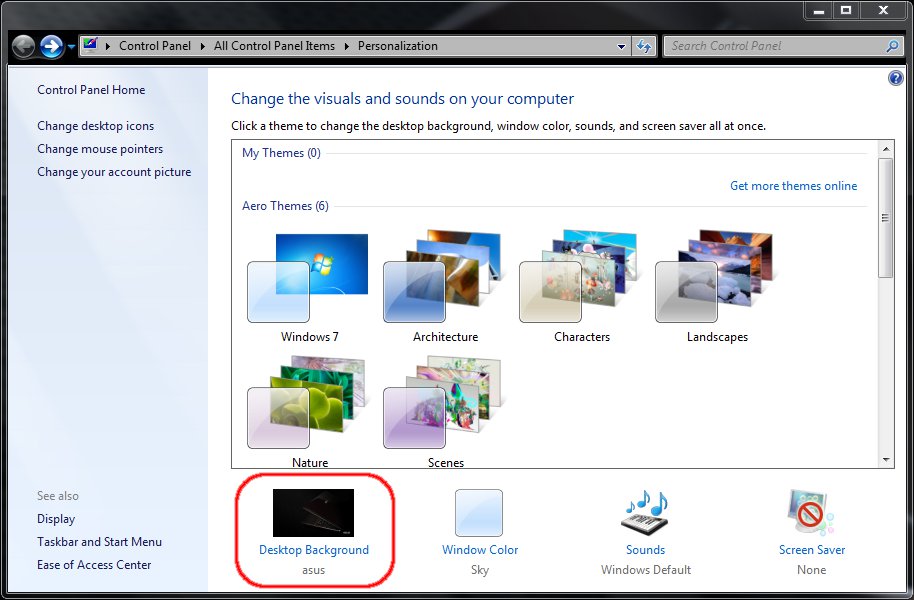 Control Panel ▸ All Control Panel Items ▸ Personalization
Search Control Panel
Control Panel Home
Change desktop icons
Change mouse pointers
Change your account picture
See also
Display
Taskbar and Start Menu
Ease of Access Center
Change the visuals and sounds on your computer
Click a theme to change the desktop background, window color, sounds, and screen saver all at once.
My Themes (0)
Get more themes online
Aero Themes (6)
Windows 7
Architecture
Characters
Landscapes
Nature
Scenes
Desktop Background
asus
Window Color
Sky
Sounds
Windows Default
Screen Saver
None